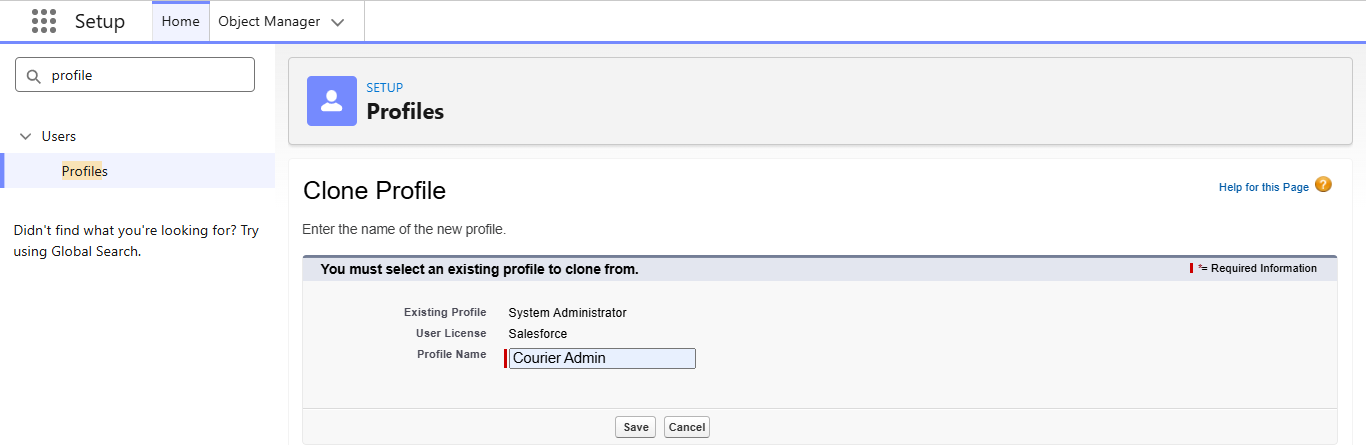 Setup
Home
Object Manager
profile
Users
Profiles
Didn't find what you're looking for? Try
using Global Search.
SETUP
Profiles
Clone Profile
Help for this Page
?
Enter the name of the new profile.
You must select an existing profile to clone from.
*= Required Information
Existing Profile System Administrator
User License Salesforce
Profile Name Courier Admin
Save Cancel